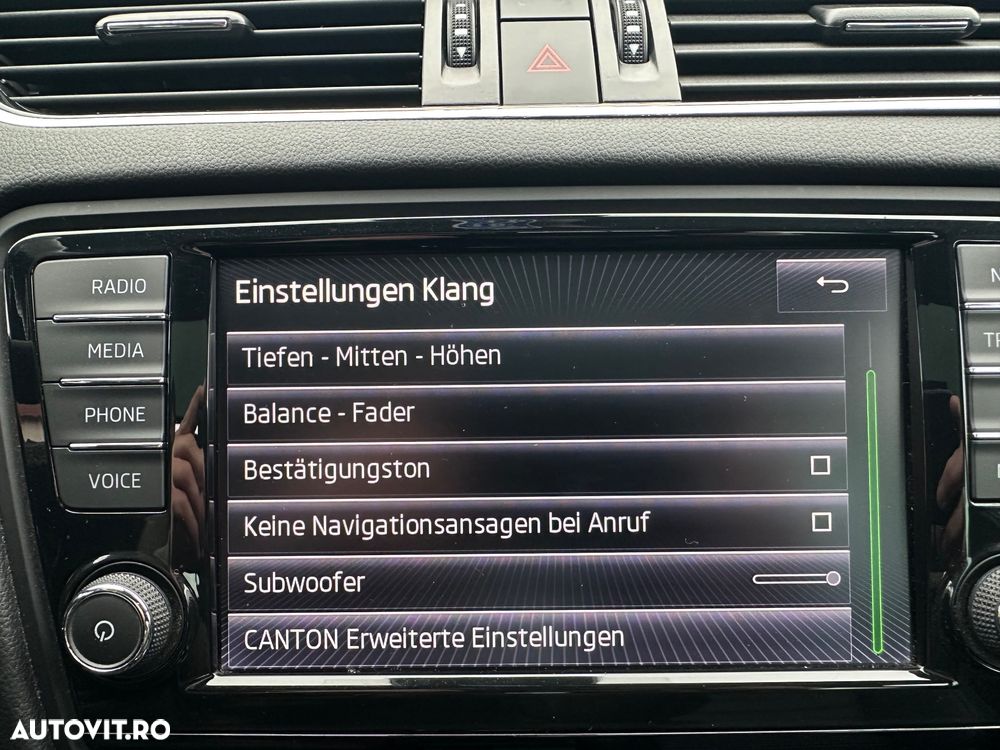 Einstellungen Klang
RADIO
Tiefen - Mitten - Höhen
MEDIA
Balance - Fader
PHONE
Bestätigungston
VOICE
Keine Navigationsansagen bei Anruf
Subwoofer
CANTON Erweiterte Einstellungen
AUTOVIT.RO